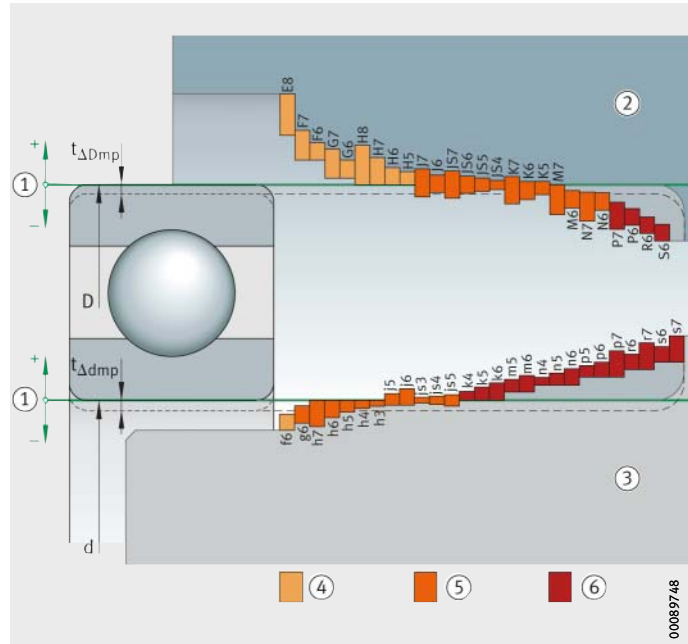 E8
F7
F6
G7
G6
H8
H7
H6
H5
J7
J6
JS7
JS6
JS5
JS4
K7
K6
K5
M7
M6
N7
N6
P7
P6
R6
S6
2
+
1
−
t∆Dmp
D
t∆dmp
+
1
−
f6
g6
h7
h6
h5
h4
h3
j5
j6
js3
js4
js5
k4
k5
k6
m5
m6
n4
n5
n6
p5
p6
p7
r6
r7
s6
s7
3
d
4
5
6
00089748